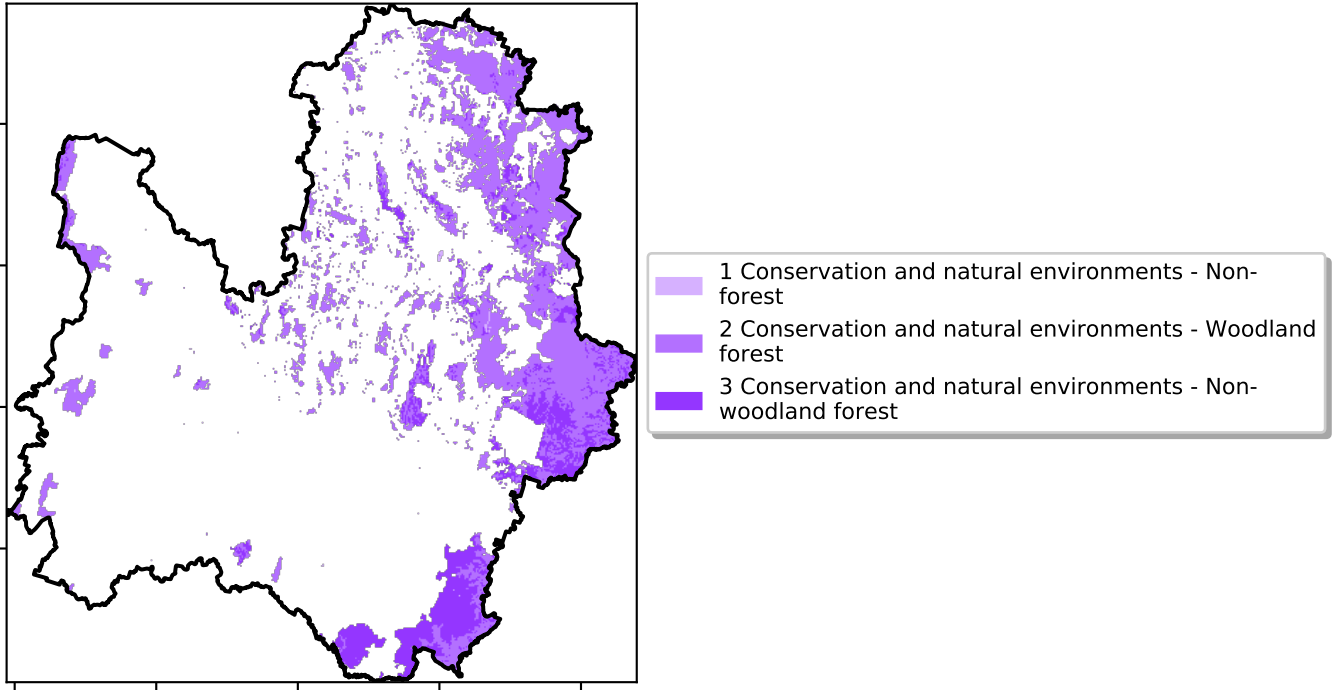 1 Conservation and natural environments - Non-
forest
2 Conservation and natural environments - Woodland
forest
3 Conservation and natural environments - Non-
woodland forest